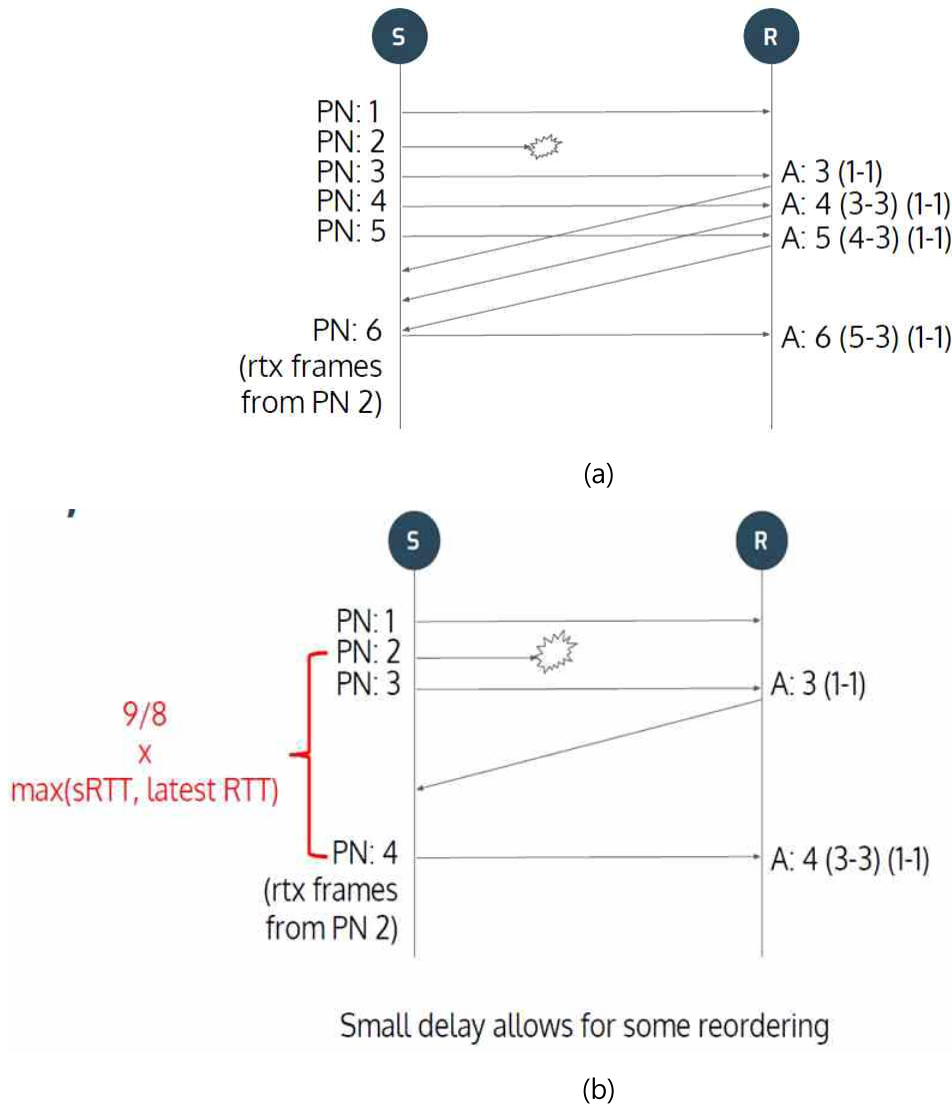 S R
PN: 1
PN: 2
PN: 3 A: 3 (1-1)
PN: 4 A: 4 (3-3) (1-1)
PN: 5 A: 5 (4-3) (1-1)
PN: 6 A: 6 (5-3) (1-1)
(rtx frames
from PN 2)
(a)
S R
PN: 1
PN: 2
PN: 3 A: 3 (1-1)
9/8
x
max(sRTT, latest RTT)
PN: 4 A: 4 (3-3) (1-1)
(rtx frames
from PN 2)
Small delay allows for some reordering
(b)